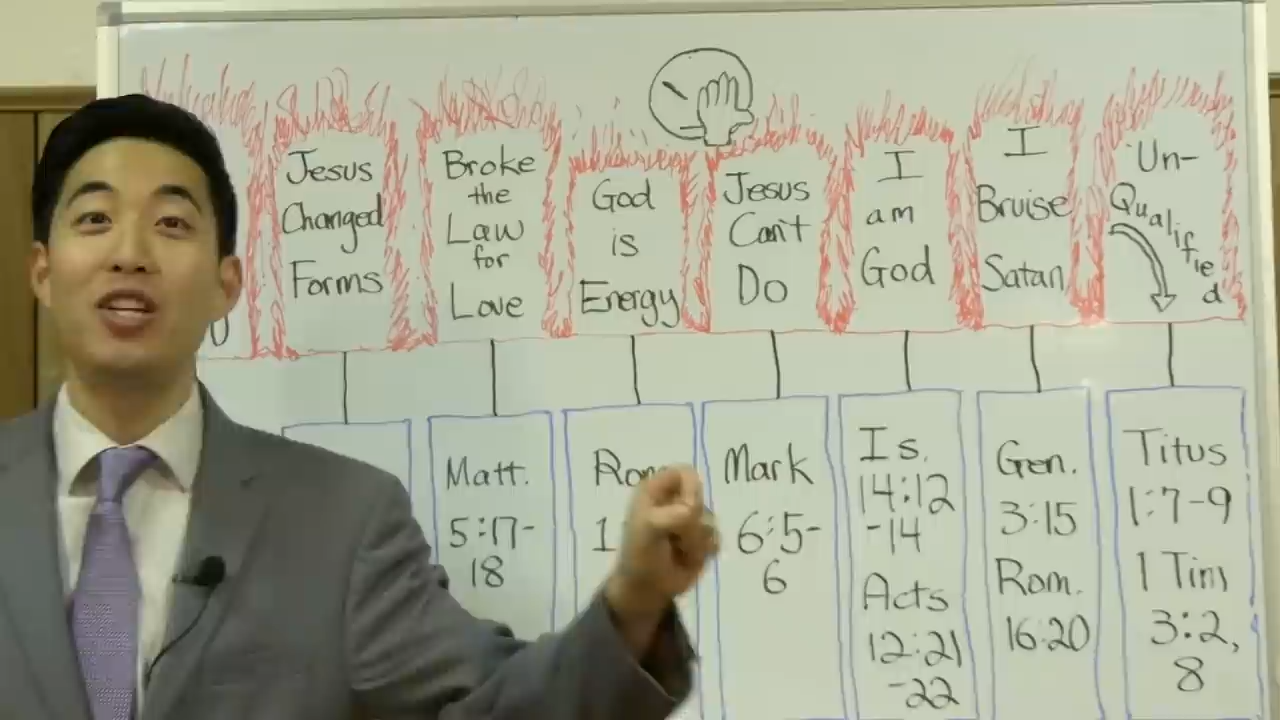 Jesus
Changed
Forms
Broke
the
Law
for
Love
God
is
Energy
Jesus
Can't
Do
I
am
God
I
Bruise
Satan
Un-
Qualified
Matt.
5:17-
18
Mark
6:5-
6
Is.
14:12
-14
Acts
12:21
-22
Gen.
3:15
Rom.
16:20
Titus
1:7-9
1 Tim
3:2,
8